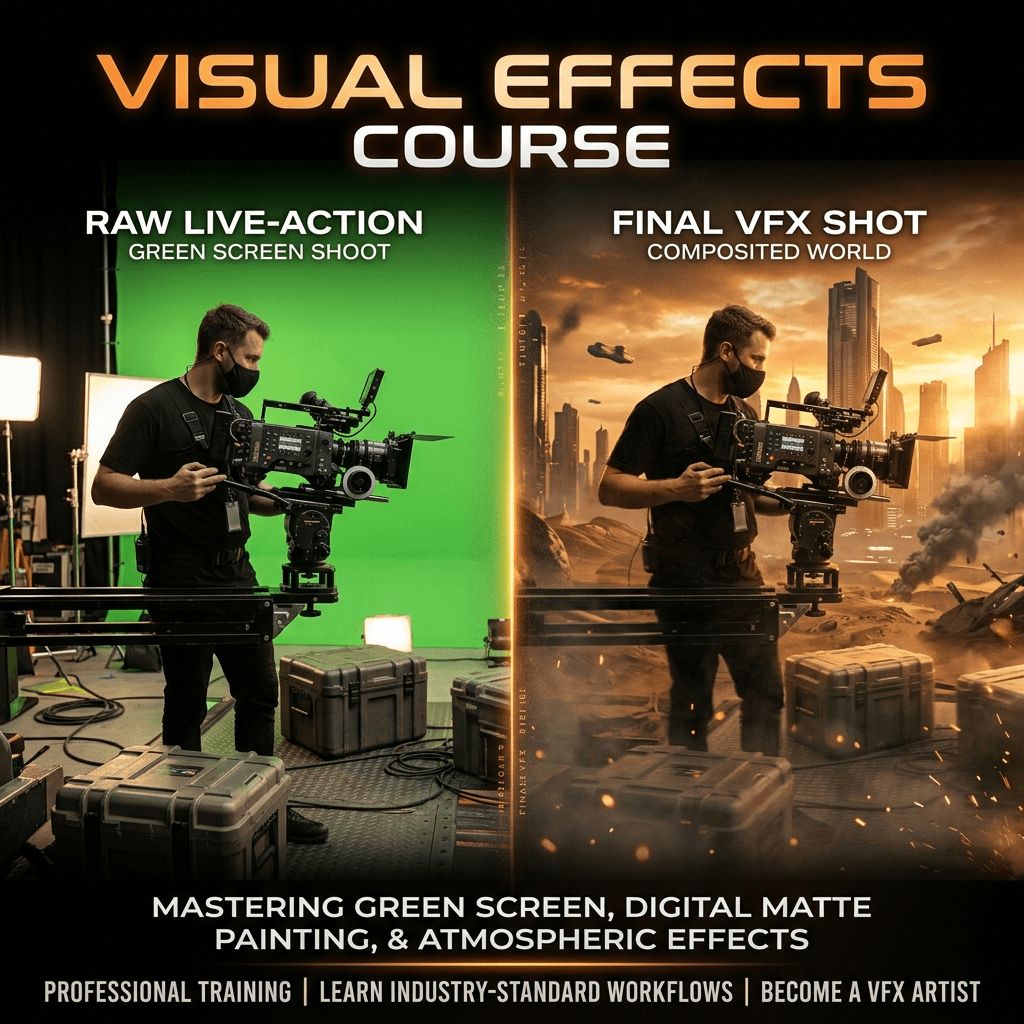 VISUAL EFFECTS
COURSE
RAW LIVE-ACTION
GREEN SCREEN SHOOT
FINAL VFX SHOT
COMPOSITED WORLD
MASTERING GREEN SCREEN, DIGITAL MATTE
PAINTING, & ATMOSPHERIC EFFECTS
PROFESSIONAL TRAINING | LEARN INDUSTRY-STANDARD WORKFLOWS | BECOME A VFX ARTIST